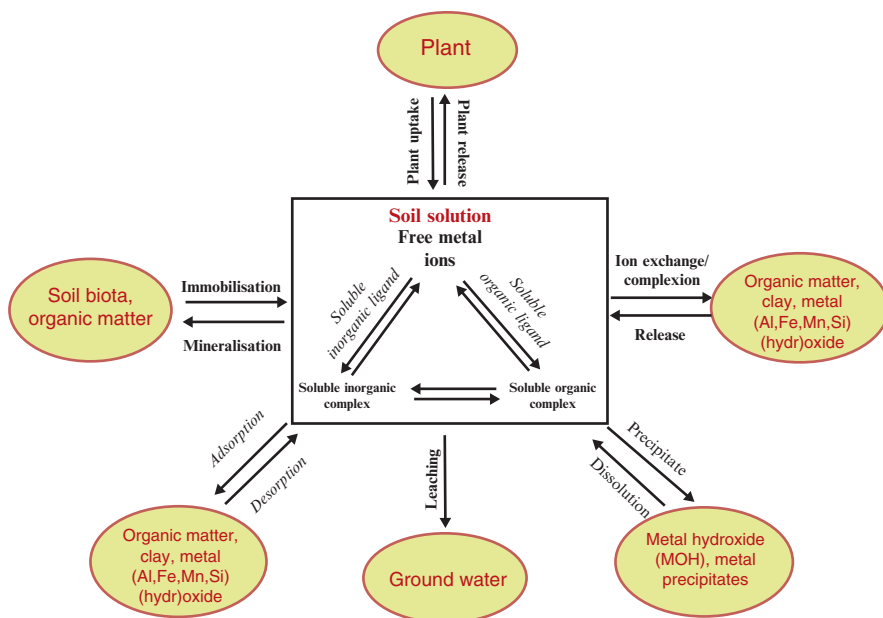 Plant
Plant uptake
Plant release
Soil solution
Free metal
ions
Soluble
inorganic ligand
Soluble
organic ligand
Soluble inorganic
complex
Soluble organic
complex
Soil biota,
organic matter
Immobilisation
Mineralisation
Ion exchange/
complexion
Release
Organic matter,
clay, metal
(Al,Fe,Mn,Si)
(hydr)oxide
Adsorption
Desorption
Leaching
Precipitate
Dissolution
Organic matter,
clay, metal
(Al,Fe,Mn,Si)
(hydr)oxide
Ground water
Metal hydroxide
(MOH), metal
precipitates